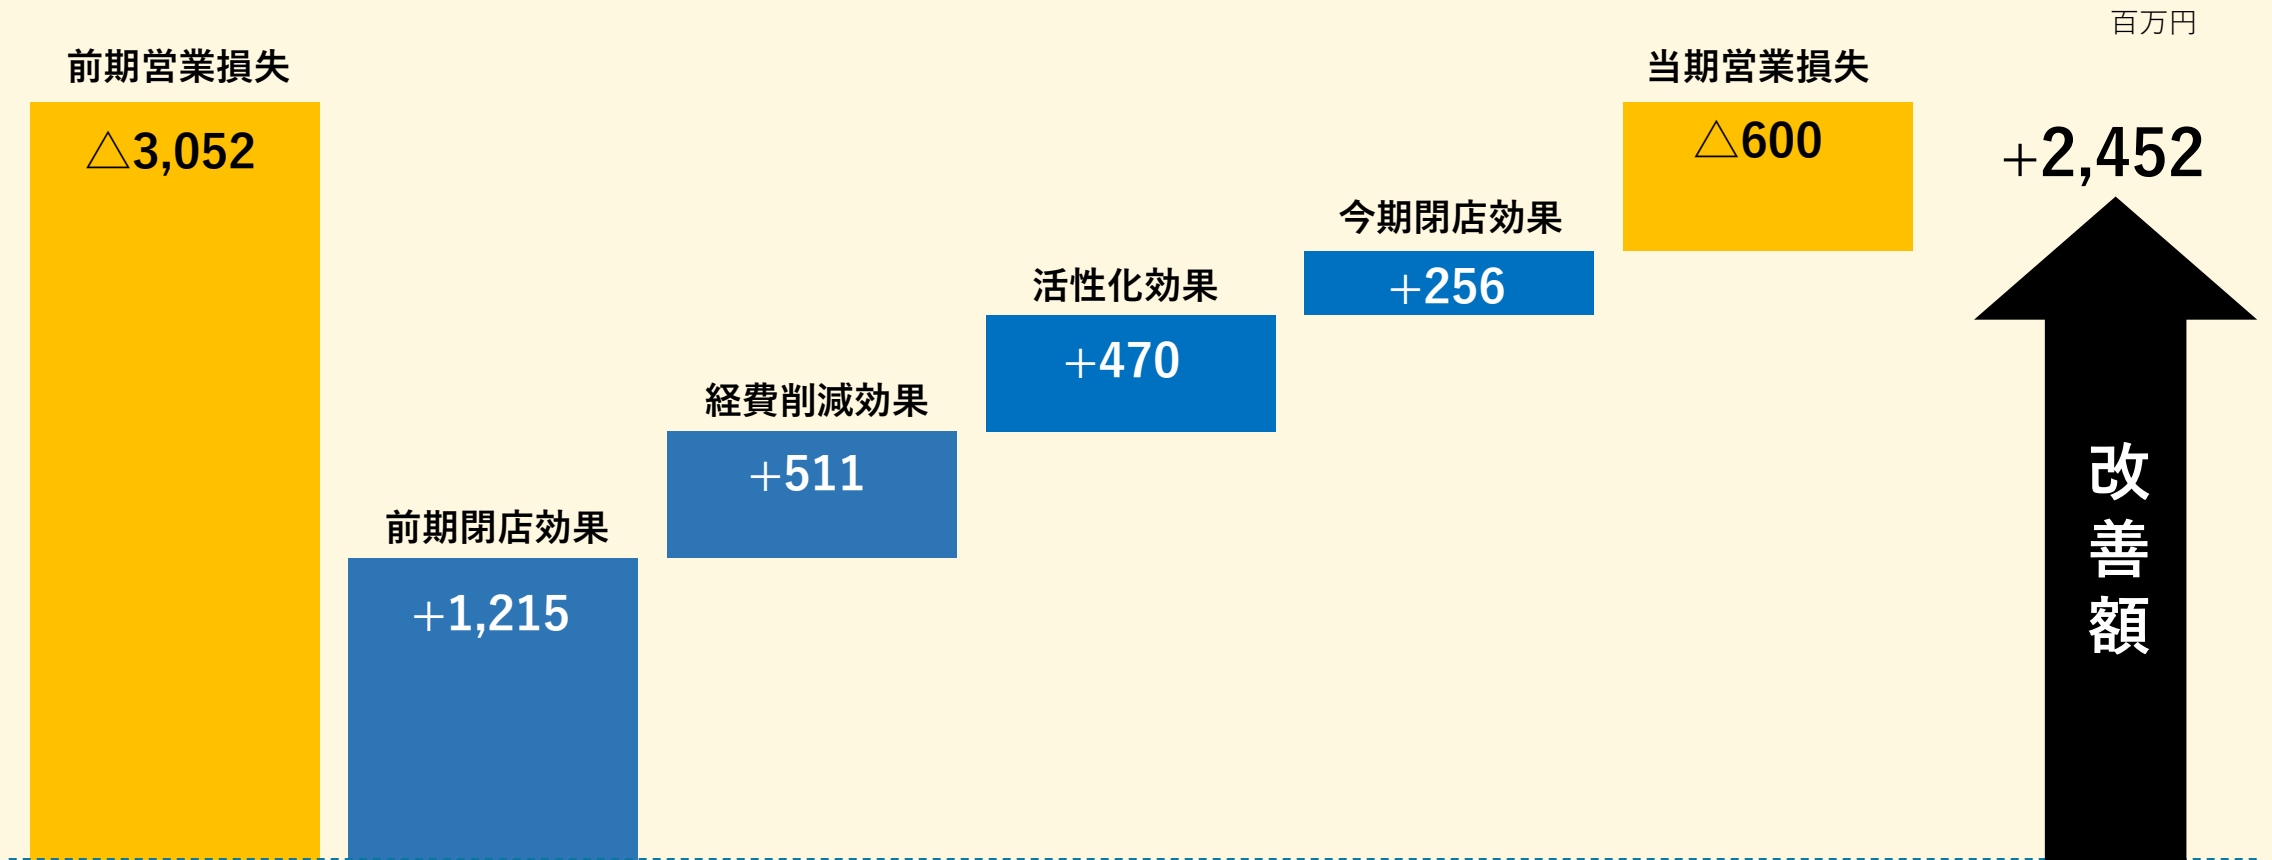 百万円
前期営業損失
△3,052
前期閉店効果
+1,215
経費削減効果
+511
活性化効果
+470
今期閉店効果
+256
当期営業損失
△600
+2,452
改善額